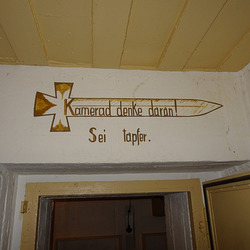 Kamerad denke daran!
Sei tapfer.